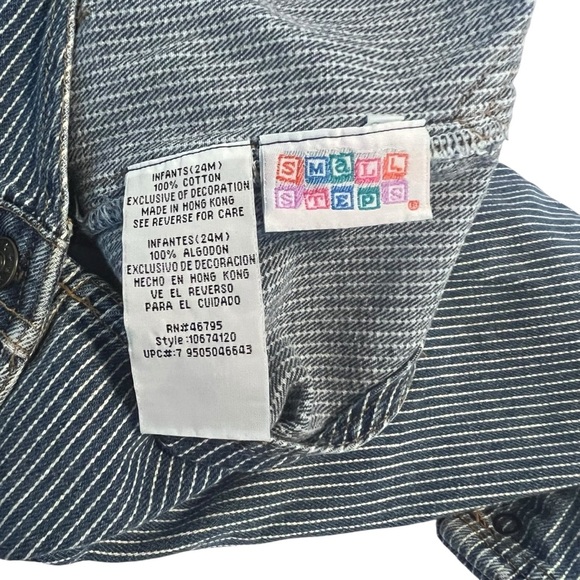 INFANTS(24M)
100% COTTON
EXCLUSIVE OF DECORATION
MADE IN HONG KONG
SEE REVERSE FOR CARE
INFANTES(24M)
100% ALGODON
EXCLUSIVO DE DECORACION
HECHO EN HONG KONG
VE EL REVERSO
PARA EL CUIDADO
RN#46795
Style:10674120
UPC#:7 9505046643
SMaLL
STEPS